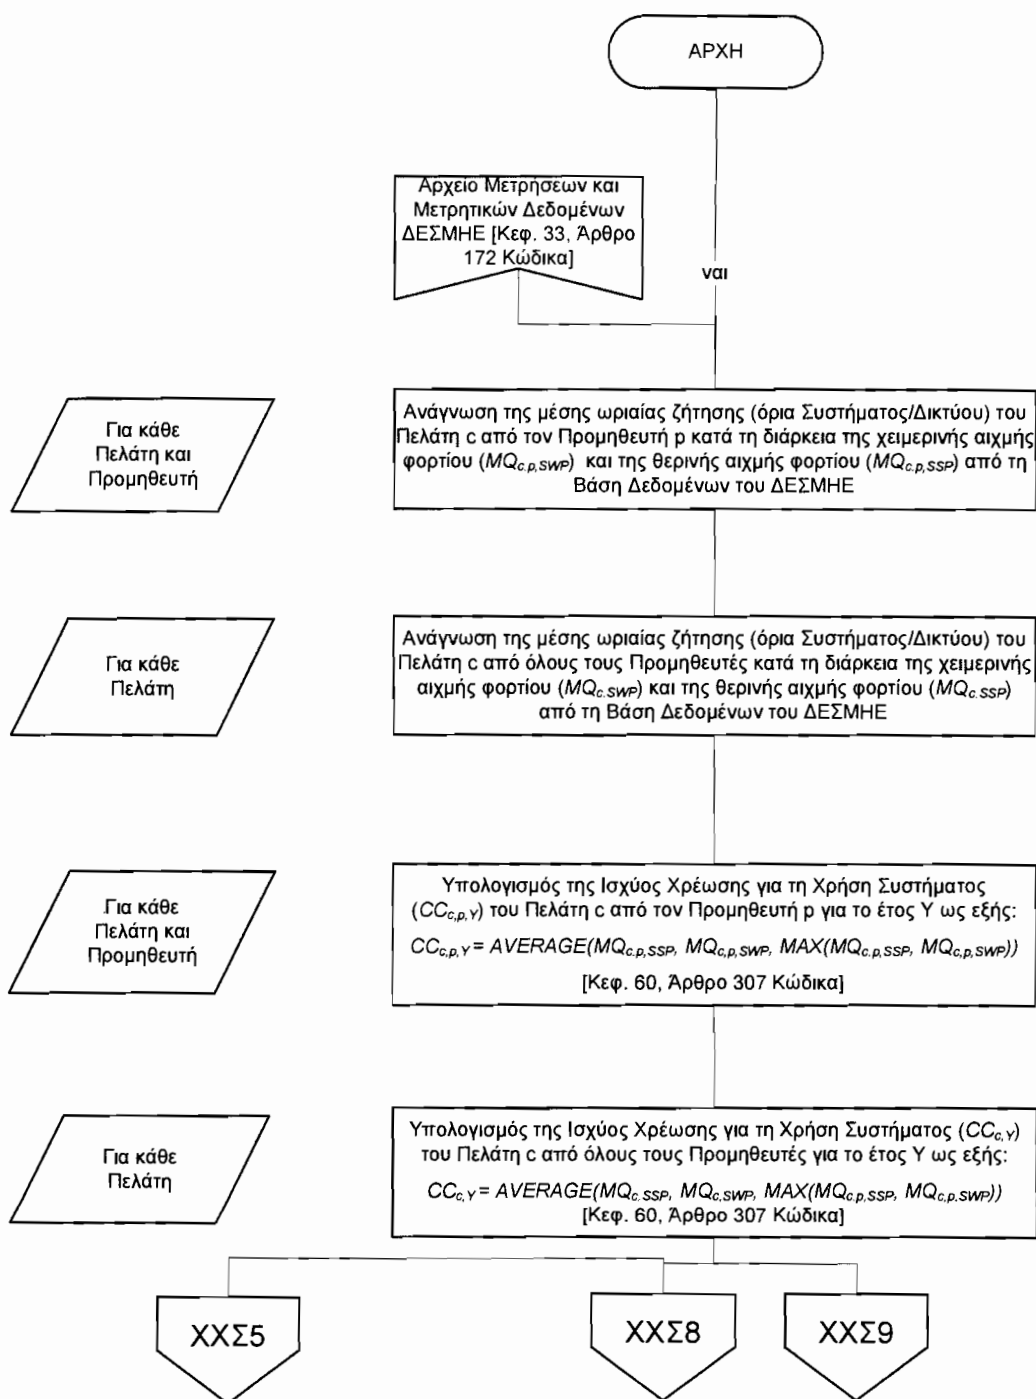 ΑΡΧΗ
Αρχείο Μετρήσεων και
Μετρητικών Δεδομένων
ΔΕΣΜΗΕ [Κεφ. 33, Άρθρο
172 Κώδικα]
ναι
Για κάθε
Πελάτη και
Προμηθευτή
Ανάγνωση της μέσης ωριαίας ζήτησης (όρια Συστήματος/Δικτύου) του
Πελάτη c από τον Προμηθευτή p κατά τη διάρκεια της χειμερινής αιχμής
φορτίου (MQc,p,SWP) και της θερινής αιχμής φορτίου (MQc,p,SSP) από τη
Βάση Δεδομένων του ΔΕΣΜΗΕ
Για κάθε
Πελάτη
Ανάγνωση της μέσης ωριαίας ζήτησης (όρια Συστήματος/Δικτύου) του
Πελάτη c από όλους τους Προμηθευτές κατά τη διάρκεια της χειμερινής
αιχμής φορτίου (MQc,SWP) και της θερινής αιχμής φορτίου (MQc,SSP)
από τη Βάση Δεδομένων του ΔΕΣΜΗΕ
Για κάθε
Πελάτη και
Προμηθευτή
Υπολογισμός της Ισχύος Χρέωσης για τη Χρήση Συστήματος
(CCc,p,Y) του Πελάτη c από τον Προμηθευτή p για το έτος Y ως εξής:
CCc,p,Y = AVERAGE(MQc,p,SSP, MQc,p,SWP, MAX(MQc,p,SSP, MQc,p,SWP))
[Κεφ. 60, Άρθρο 307 Κώδικα]
Για κάθε
Πελάτη
Υπολογισμός της Ισχύος Χρέωσης για τη Χρήση Συστήματος (CCc,Y)
του Πελάτη c από όλους τους Προμηθευτές για το έτος Y ως εξής:
CCc,Y = AVERAGE(MQc,SSP, MQc,SWP, MAX(MQc,p,SSP, MQc,p,SWP))
[Κεφ. 60, Άρθρο 307 Κώδικα]
ΧΧΣ5
ΧΧΣ8
ΧΧΣ9